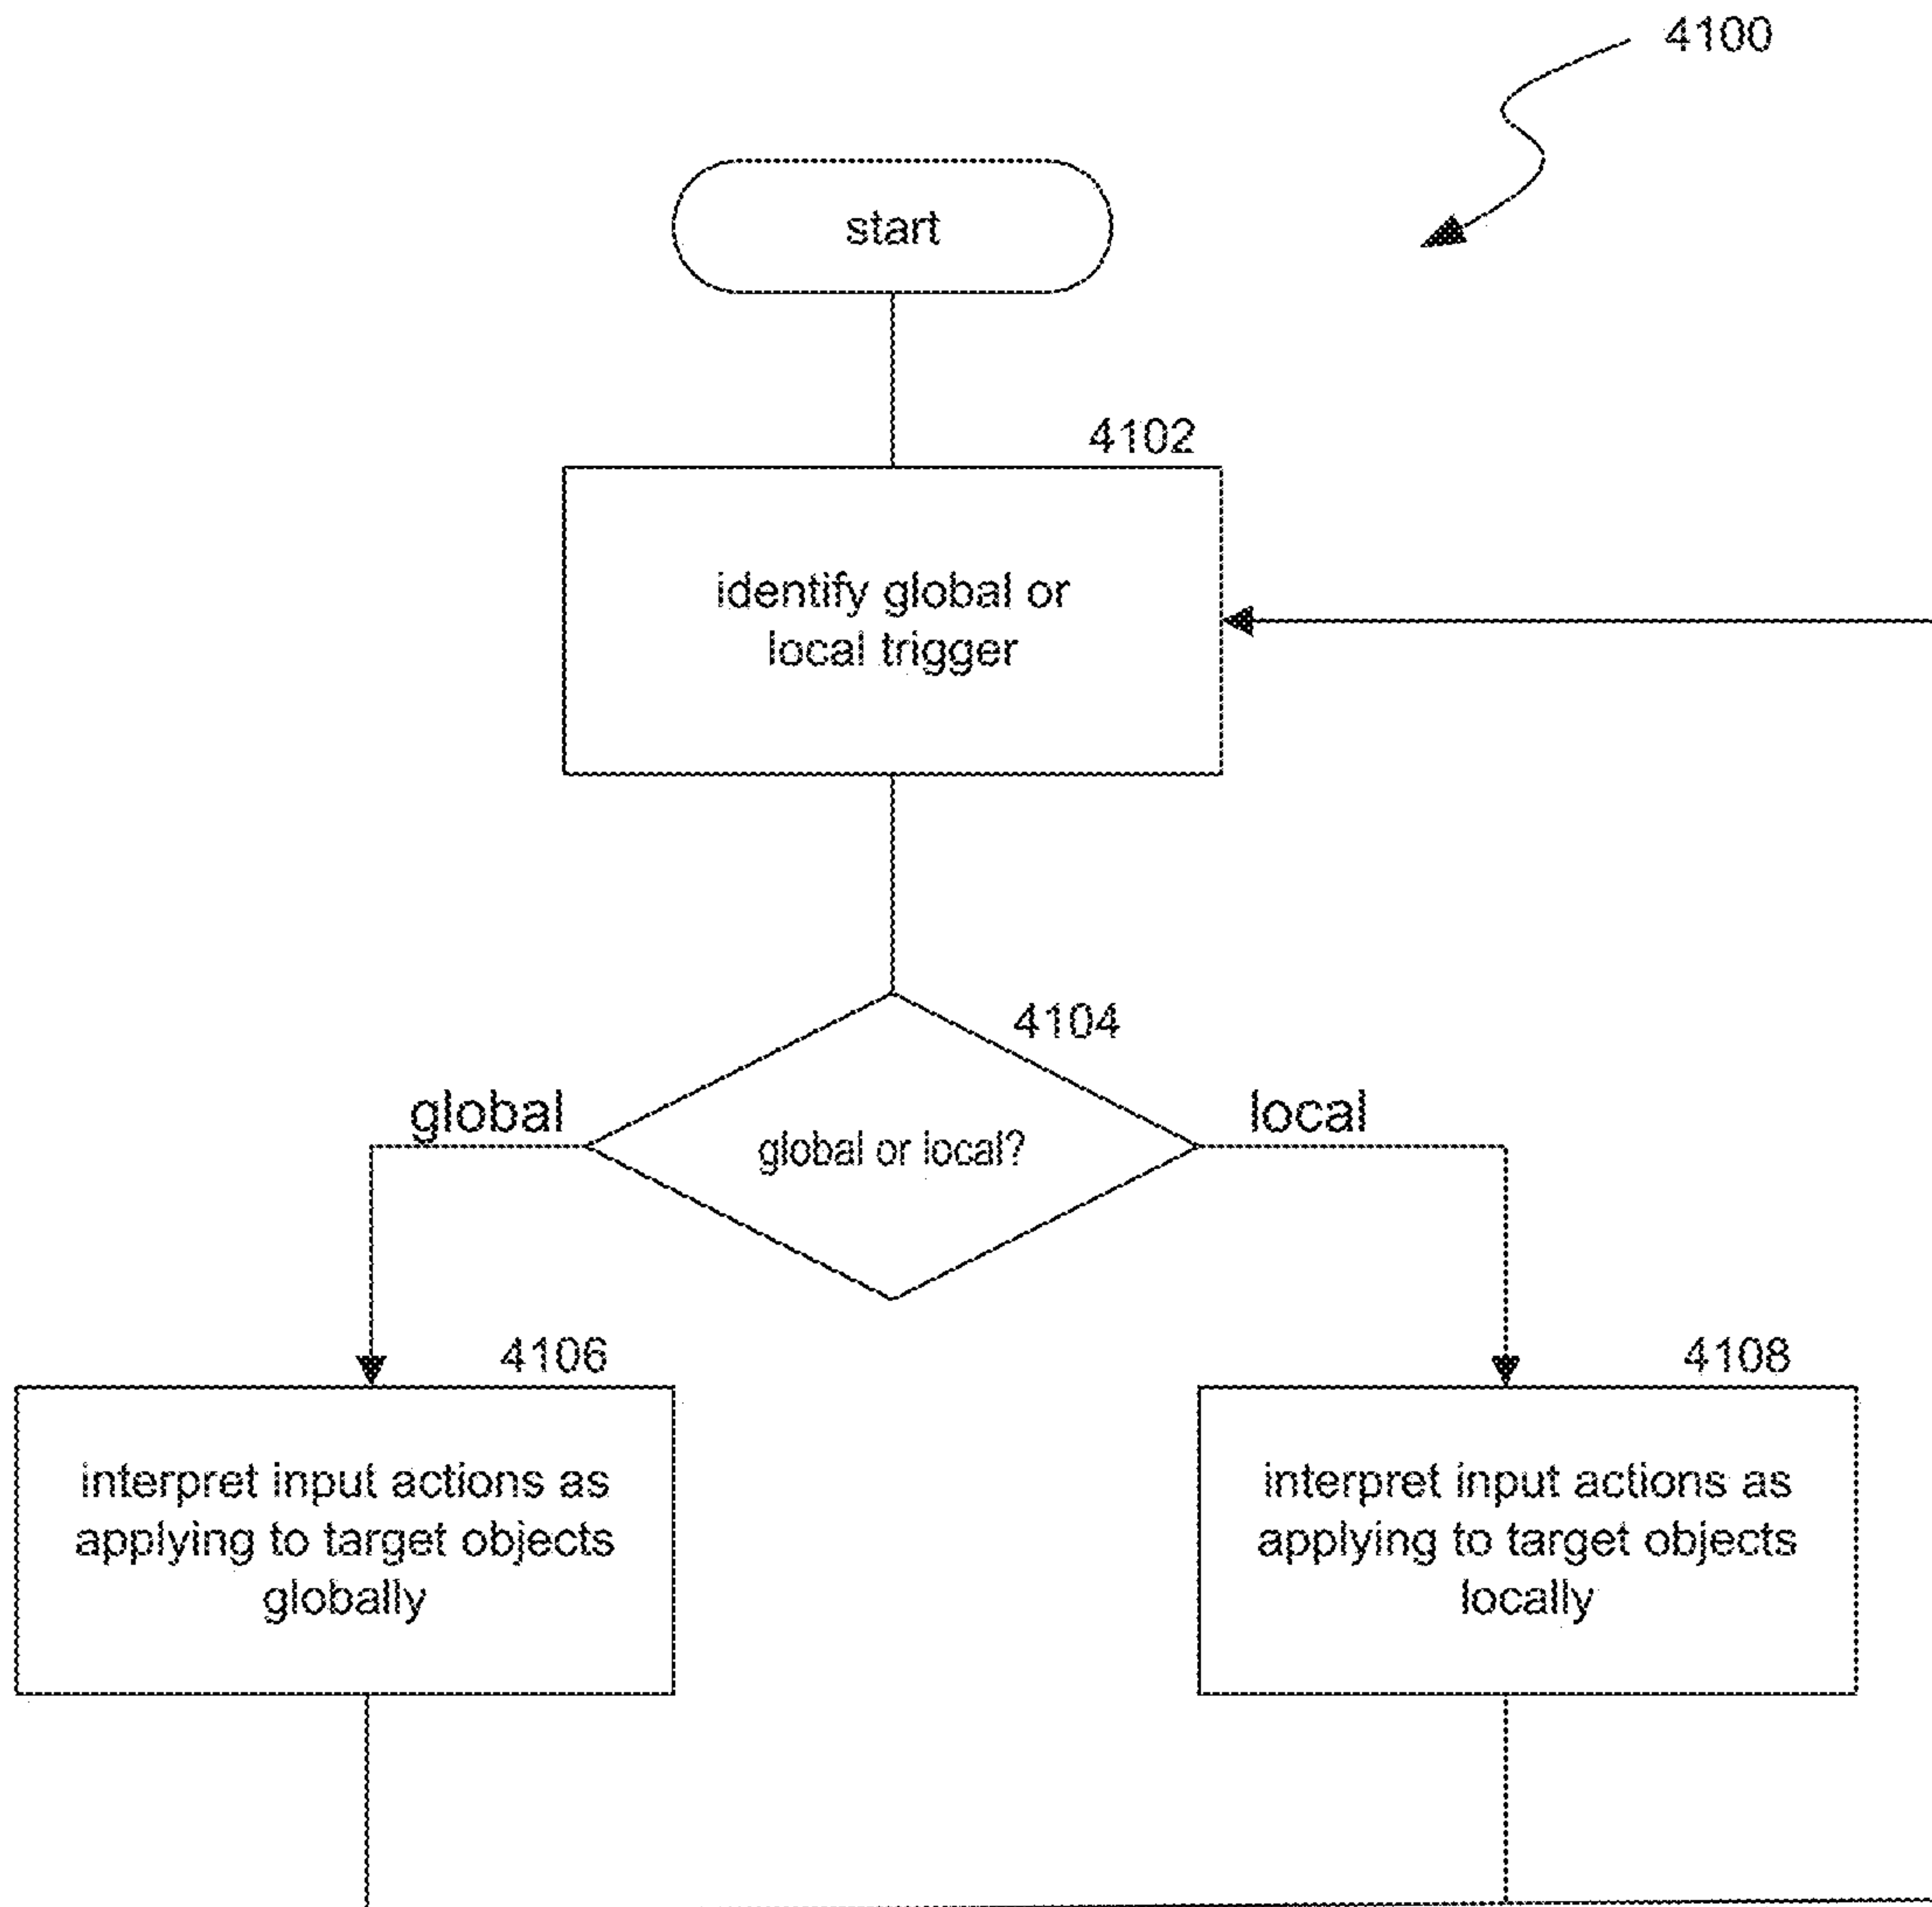 4100
start
4102
identify global or
local trigger
4104
global
global or local?
local
4106
interpret input actions as
applying to target objects
globally
4108
interpret input actions as
applying to target objects
locally